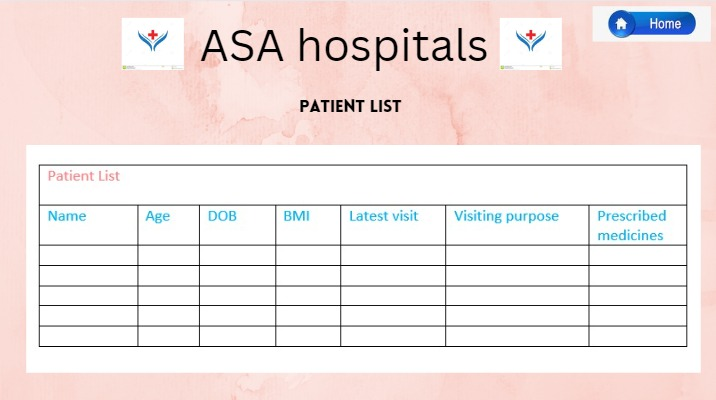 ASA hospitals
Home
PATIENT LIST
Patient List
Name Age DOB BMI Latest visit Visiting purpose Prescribed
medicines